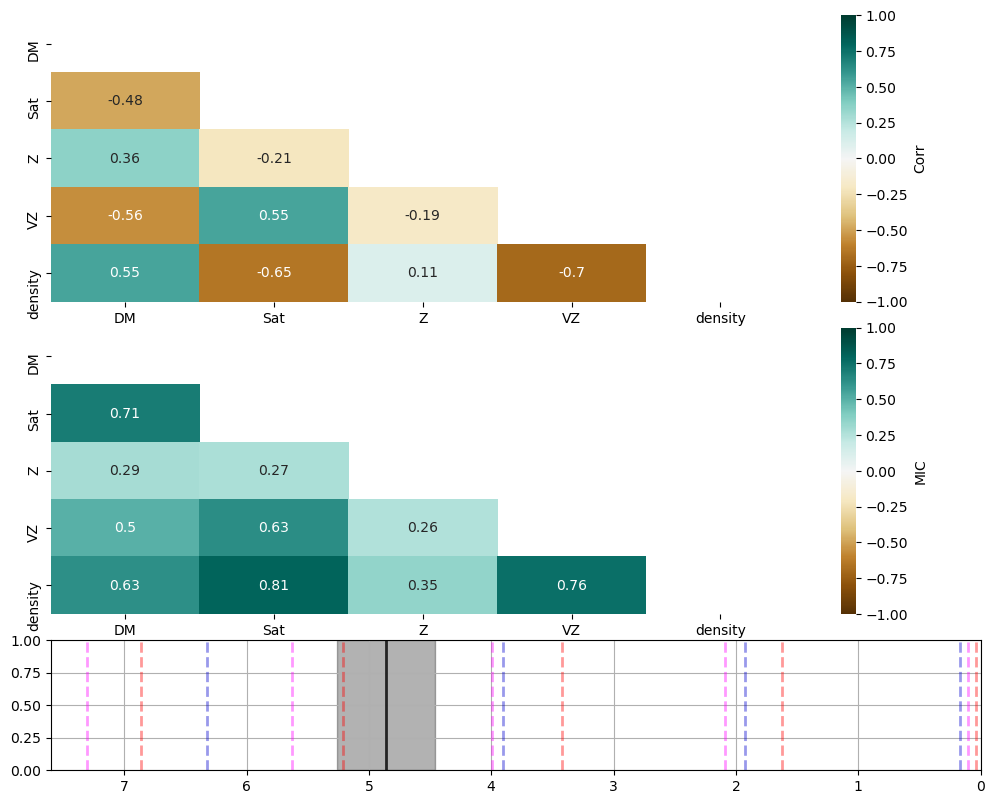 1.00
DM
0.75
Sat
-0.48
0.50
0.25
Z
0.36
-0.21
0.00
Corr
−0.25
VZ
-0.56
0.55
-0.19
−0.50
density
0.55
-0.65
0.11
-0.7
−0.75
−1.00
DM
Sat
Z
VZ
density
1.00
DM
0.75
Sat
0.71
0.50
0.25
Z
0.29
0.27
0.00
MIC
−0.25
VZ
0.5
0.63
0.26
−0.50
density
0.63
0.81
0.35
0.76
−0.75
−1.00
DM
Sat
Z
VZ
density
1.00
0.75
0.50
0.25
0.00
7
6
5
4
3
2
1
0